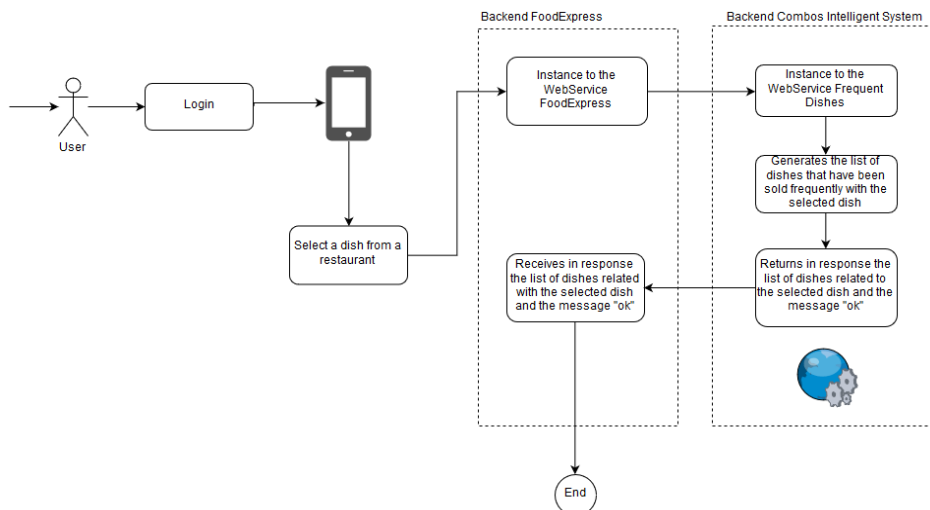 Backend FoodExpress
Backend Combos Intelligent System
User
Login
Select a dish from a
restaurant
Instance to the
WebService
FoodExpress
Instance to the
WebService Frequent
Dishes
Generates the list of
dishes that have been
sold frequently with the
selected dish
Returns in response the
list of dishes related to
the selected dish and the
message "ok"
Receives in response
the list of dishes related
with the selected dish
and the message "ok"
End